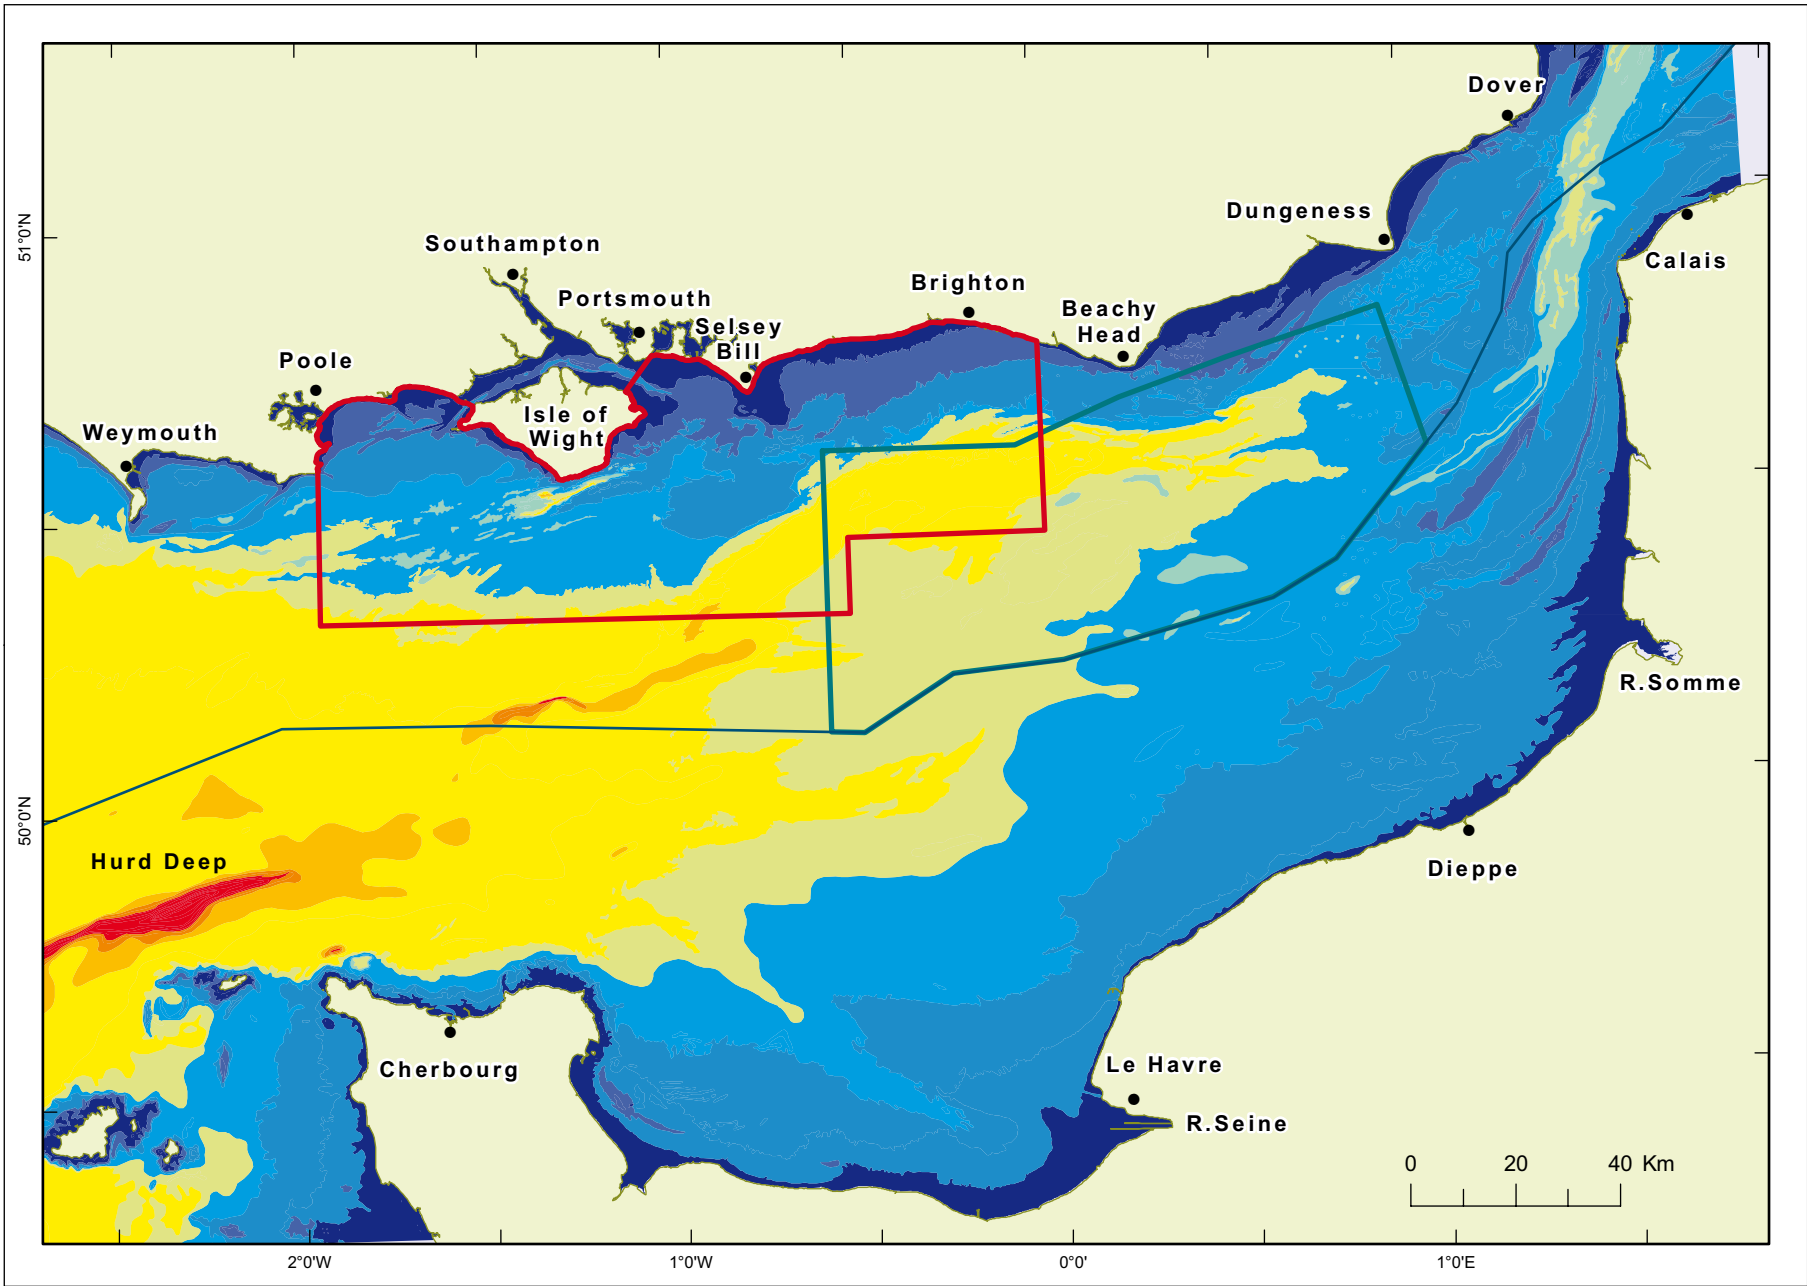 Dover
Dungeness
51°0'N
Southampton
Calais
Brighton
Portsmouth
Beachy
Head
Selsey
Bill
Poole
Isle of
Wight
Weymouth
R.Somme
50°0'N
Hurd Deep
Dieppe
Cherbourg
Le Havre
R.Seine
0 20 40 Km
2°0'W 1°0'W 0°0' 1°0'E